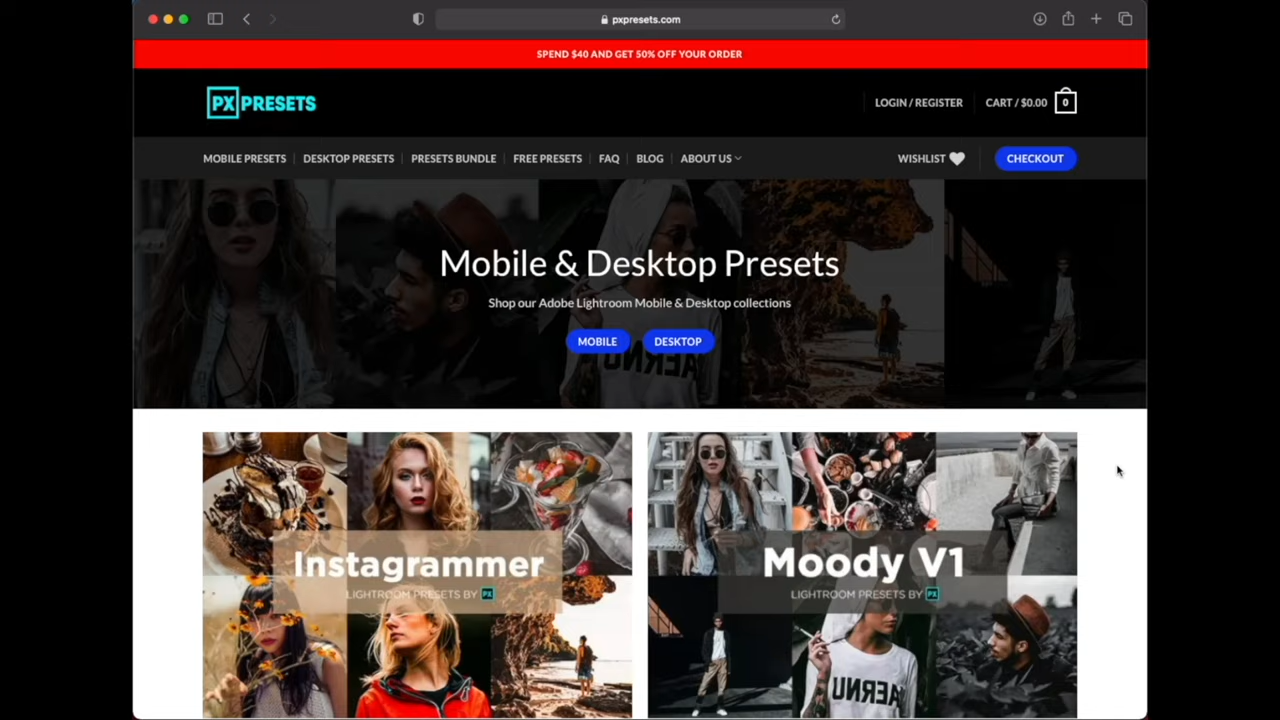 pxpresets.com
SPEND $40 AND GET 50% OFF YOUR ORDER
PX PRESETS
LOGIN / REGISTER
CART / $0.00
0
MOBILE PRESETS
DESKTOP PRESETS
PRESETS BUNDLE
FREE PRESETS
FAQ
BLOG
ABOUT US
WISHLIST
CHECKOUT
Mobile & Desktop Presets
Shop our Adobe Lightroom Mobile & Desktop collections
MOBILE
DESKTOP
Instagrammer
LIGHTROOM PRESETS BY PX
Moody V1
LIGHTROOM PRESETS BY PX